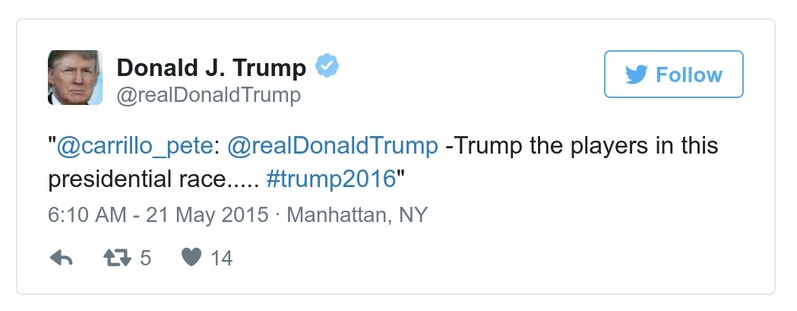 Donald J. Trump
@realDonaldTrump
Follow
"@carrillo_pete: @realDonaldTrump -Trump the players in this
presidential race..... #trump2016"
6:10 AM - 21 May 2015 · Manhattan, NY
5 14